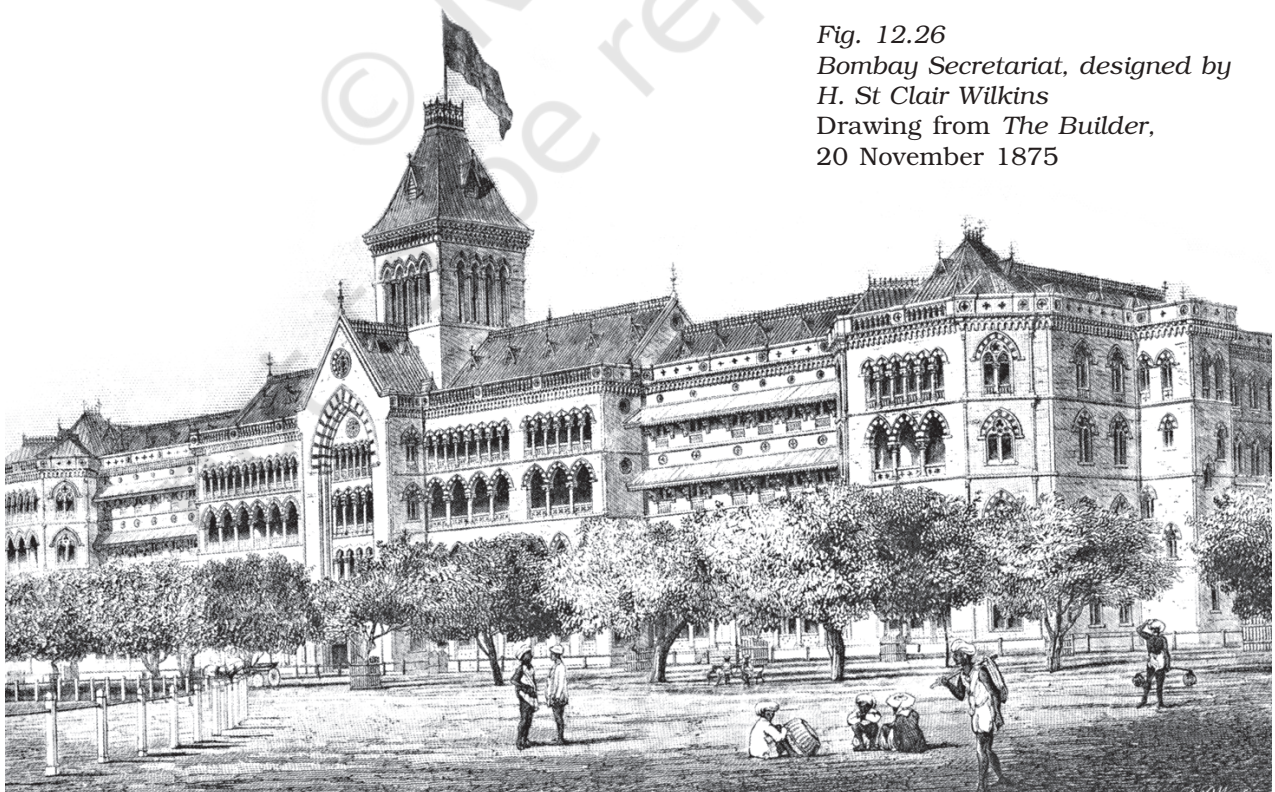 Fig. 12.26
Bombay Secretariat, designed by
H. St Clair Wilkins
Drawing from The Builder,
20 November 1875